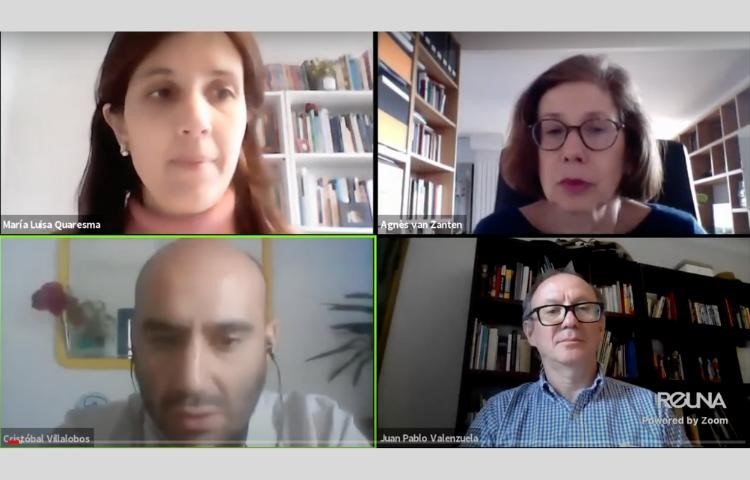 María Luisa Quaresma
Agnès van Zanten
Cristóbal Villalobos
Juan Pablo Valenzuela
REUNA
Powered by Zoom